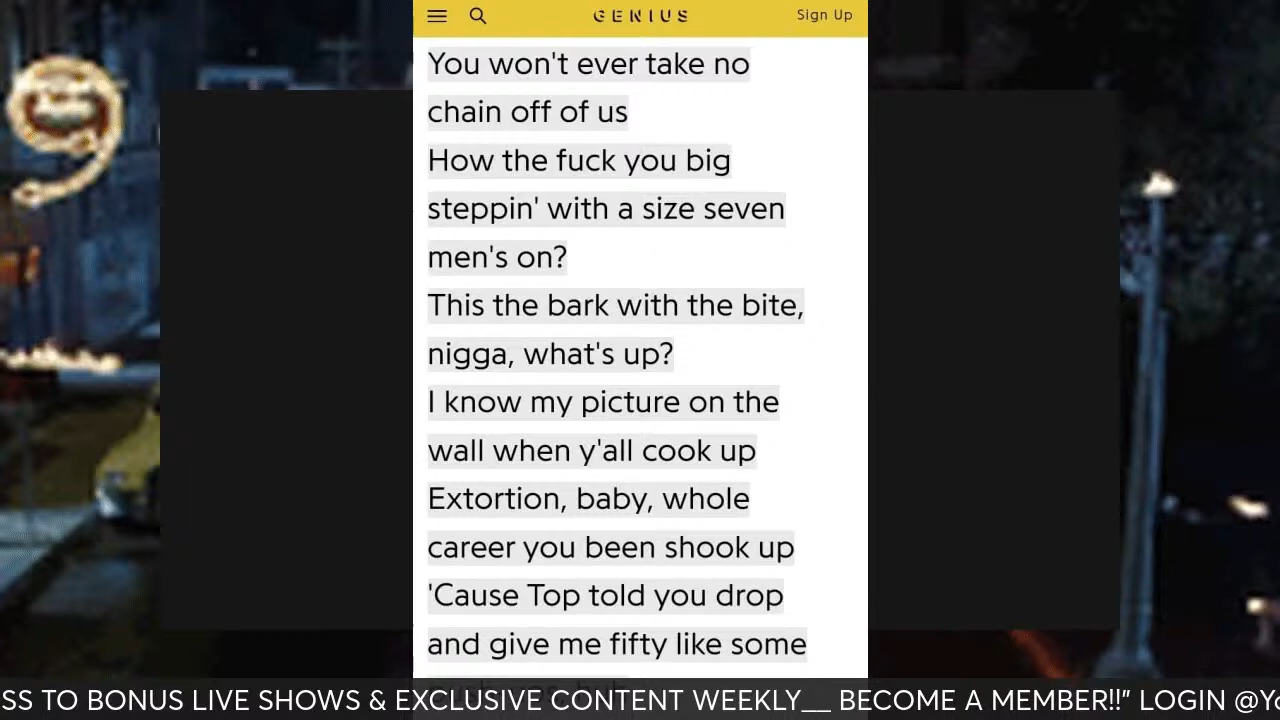 GENIUS
Sign Up
You won't ever take no
chain off of us
How the fuck you big
steppin' with a size seven
men's on?
This the bark with the bite,
nigga, what's up?
I know my picture on the
wall when y'all cook up
Extortion, baby, whole
career you been shook up
'Cause Top told you drop
and give me fifty like some
SS TO BONUS LIVE SHOWS & EXCLUSIVE CONTENT WEEKLY__ BECOME A MEMBER!!” LOGIN